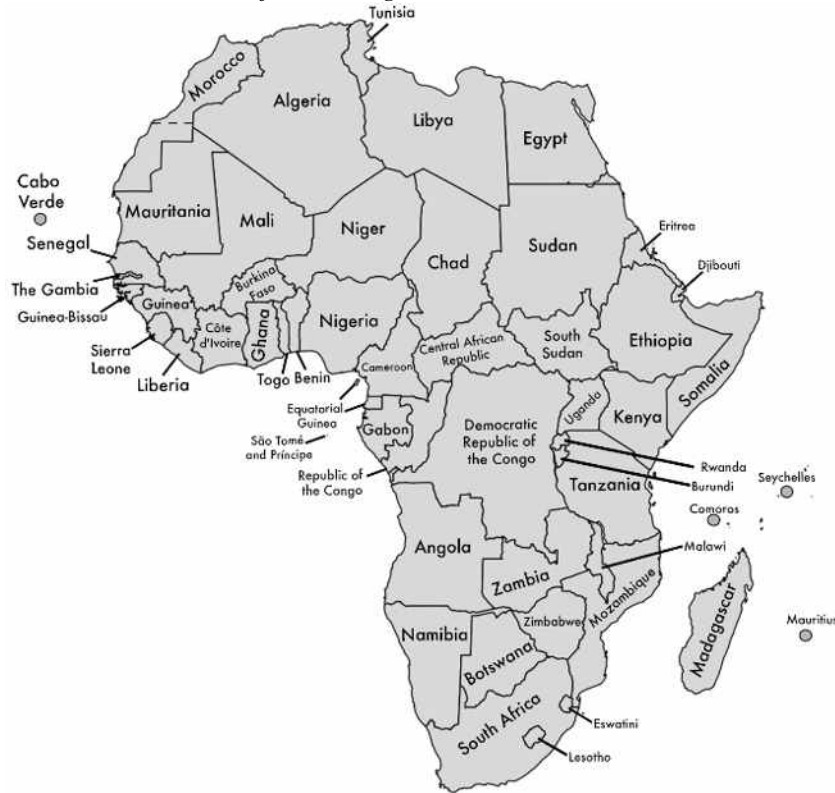 Tunisia
Morocco
Algeria
Libya
Egypt
Cabo
Verde
Mauritania
Mali
Niger
Chad
Sudan
Eritrea
Djibouti
Senegal
The Gambia
Guinea-Bissau
Guinea
Burkina
Faso
Sierra
Leone
Liberia
Côte
d'Ivoire
Ghana
Togo
Benin
Nigeria
Cameroon
Central African
Republic
South
Sudan
Ethiopia
Somalia
Equatorial
Guinea
São Tomé
and Príncipe
Gabon
Republic of
the Congo
Democratic
Republic of
the Congo
Uganda
Kenya
Rwanda
Burundi
Tanzania
Seychelles
Comoros
Angola
Zambia
Malawi
Mozambique
Madagascar
Mauritius
Namibia
Zimbabwe
Botswana
South Africa
Eswatini
Lesotho